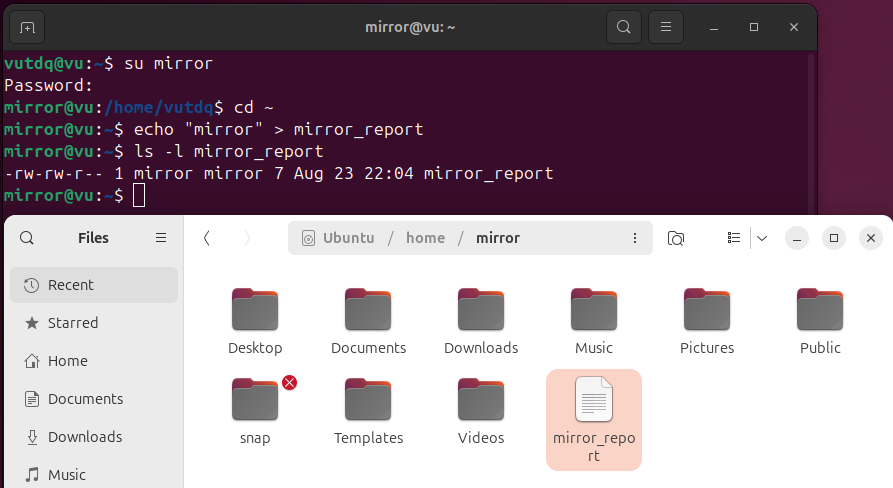 mirror@vu: ~
vutdq@vu:~$ su mirror
Password:
mirror@vu:/home/vutdq$ cd ~
mirror@vu:~$ echo "mirror" > mirror_report
mirror@vu:~$ ls -l mirror_report
-rw-rw-r-- 1 mirror mirror 7 Aug 23 22:04 mirror_report
mirror@vu:~$
Files
Ubuntu / home / mirror
Recent
Starred
Home
Documents
Downloads
Music
Desktop Documents Downloads Music Pictures Public
snap Templates Videos mirror_repo
rt